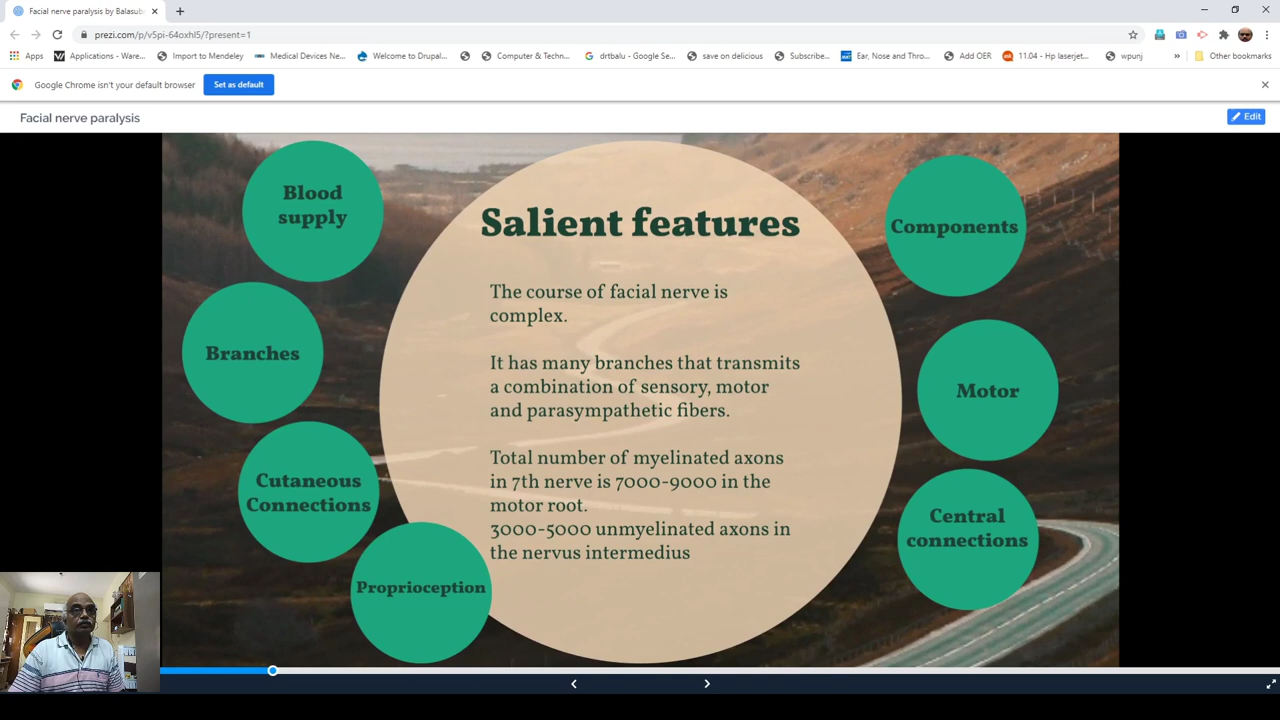 Facial nerve paralysis by Balasub
prezi.com/p/v5pi-64oxhl5/?present=1
Apps
Applications - Ware...
Import to Mendeley
Medical Devices Ne...
Welcome to Drupal...
Computer & Techn...
drtbalu - Google Se...
save on delicious
Subscribe...
Ear, Nose and Thro...
Add OER
11.04 - Hp laserjet...
wpunj
»
Other bookmarks
Google Chrome isn't your default browser
Set as default
Facial nerve paralysis
Edit
Blood
supply
Branches
Cutaneous
Connections
Proprioception
Salient features
The course of facial nerve is
complex.
It has many branches that transmits
a combination of sensory, motor
and parasympathetic fibers.
Total number of myelinated axons
in 7th nerve is 7000-9000 in the
motor root.
3000-5000 unmyelinated axons in
the nervus intermedius
Components
Motor
Central
connections